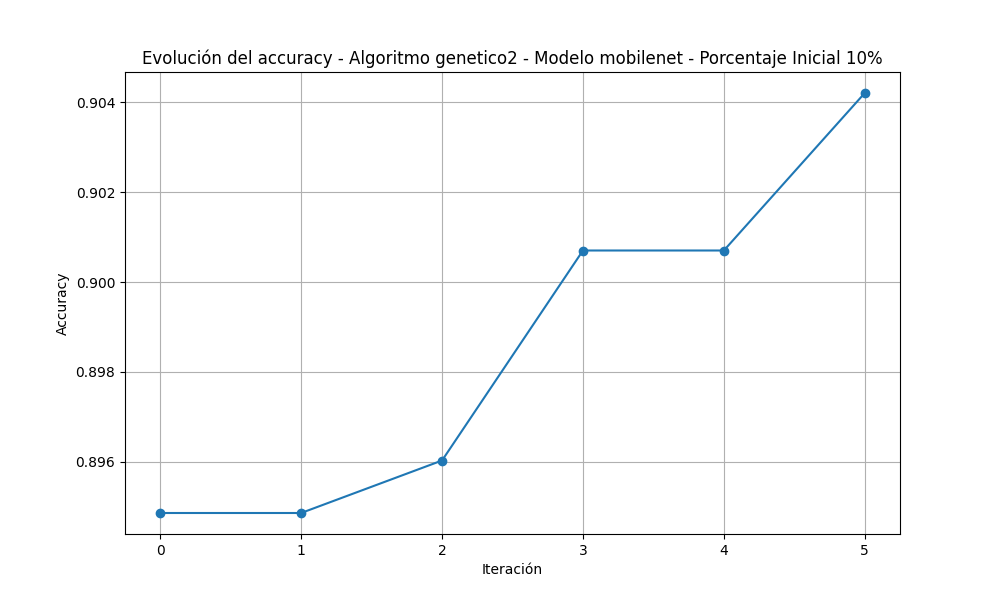 Evolución del accuracy - Algoritmo genetico2 - Modelo mobilenet - Porcentaje Inicial 10%
0.904
0.902
0.900
0.898
0.896
Accuracy
0 1 2 3 4 5
Iteración